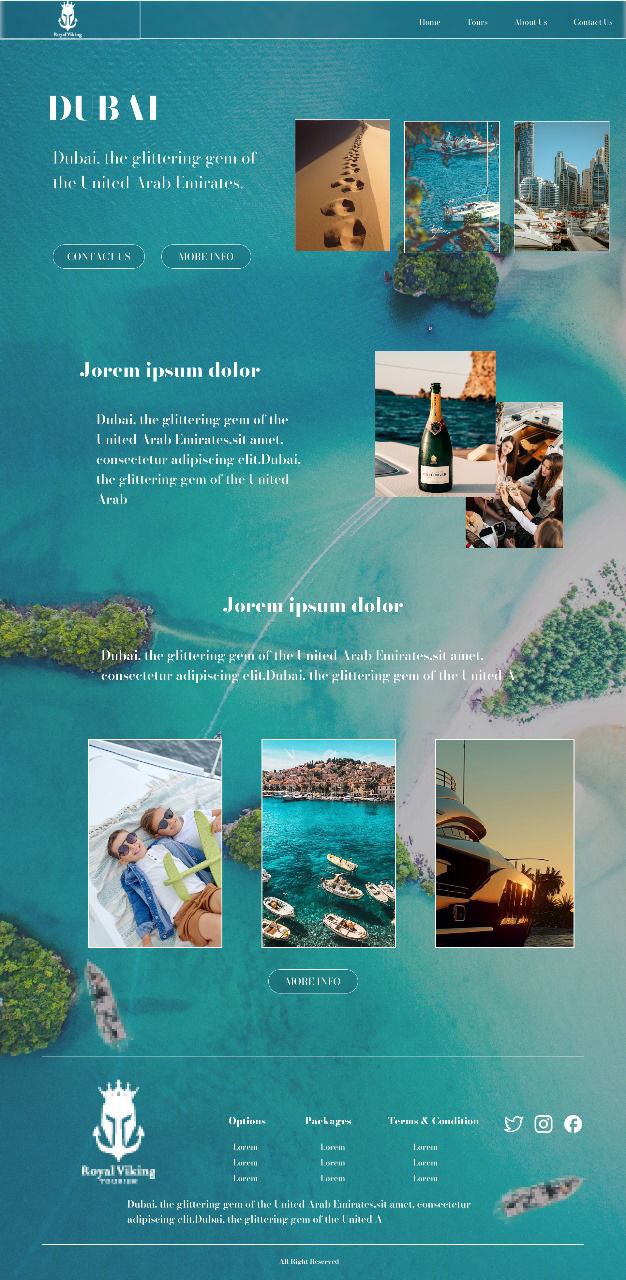 Royal Viking
Home Tours About Us Contact Us
DUBAI
Dubai, the glittering gem of
the United Arab Emirates.
CONTACT US MORE INFO
Jorem ipsum dolor
Dubai, the glittering gem of the
United Arab Emirates.sit amet,
consectetur adipiscing elit.Dubai,
the glittering gem of the United
Arab
Jorem ipsum dolor
Dubai, the glittering gem of the United Arab Emirates.sit amet,
consectetur adipiscing elit.Dubai, the glittering gem of the United A
MORE INFO
Royal Viking
TOURISM
Options Packages Terms & Condition
Lorem Lorem Lorem
Lorem Lorem Lorem
Lorem Lorem Lorem
Dubai, the glittering gem of the United Arab Emirates.sit amet, consectetur
adipiscing elit.Dubai, the glittering gem of the United A
All Right Reserved